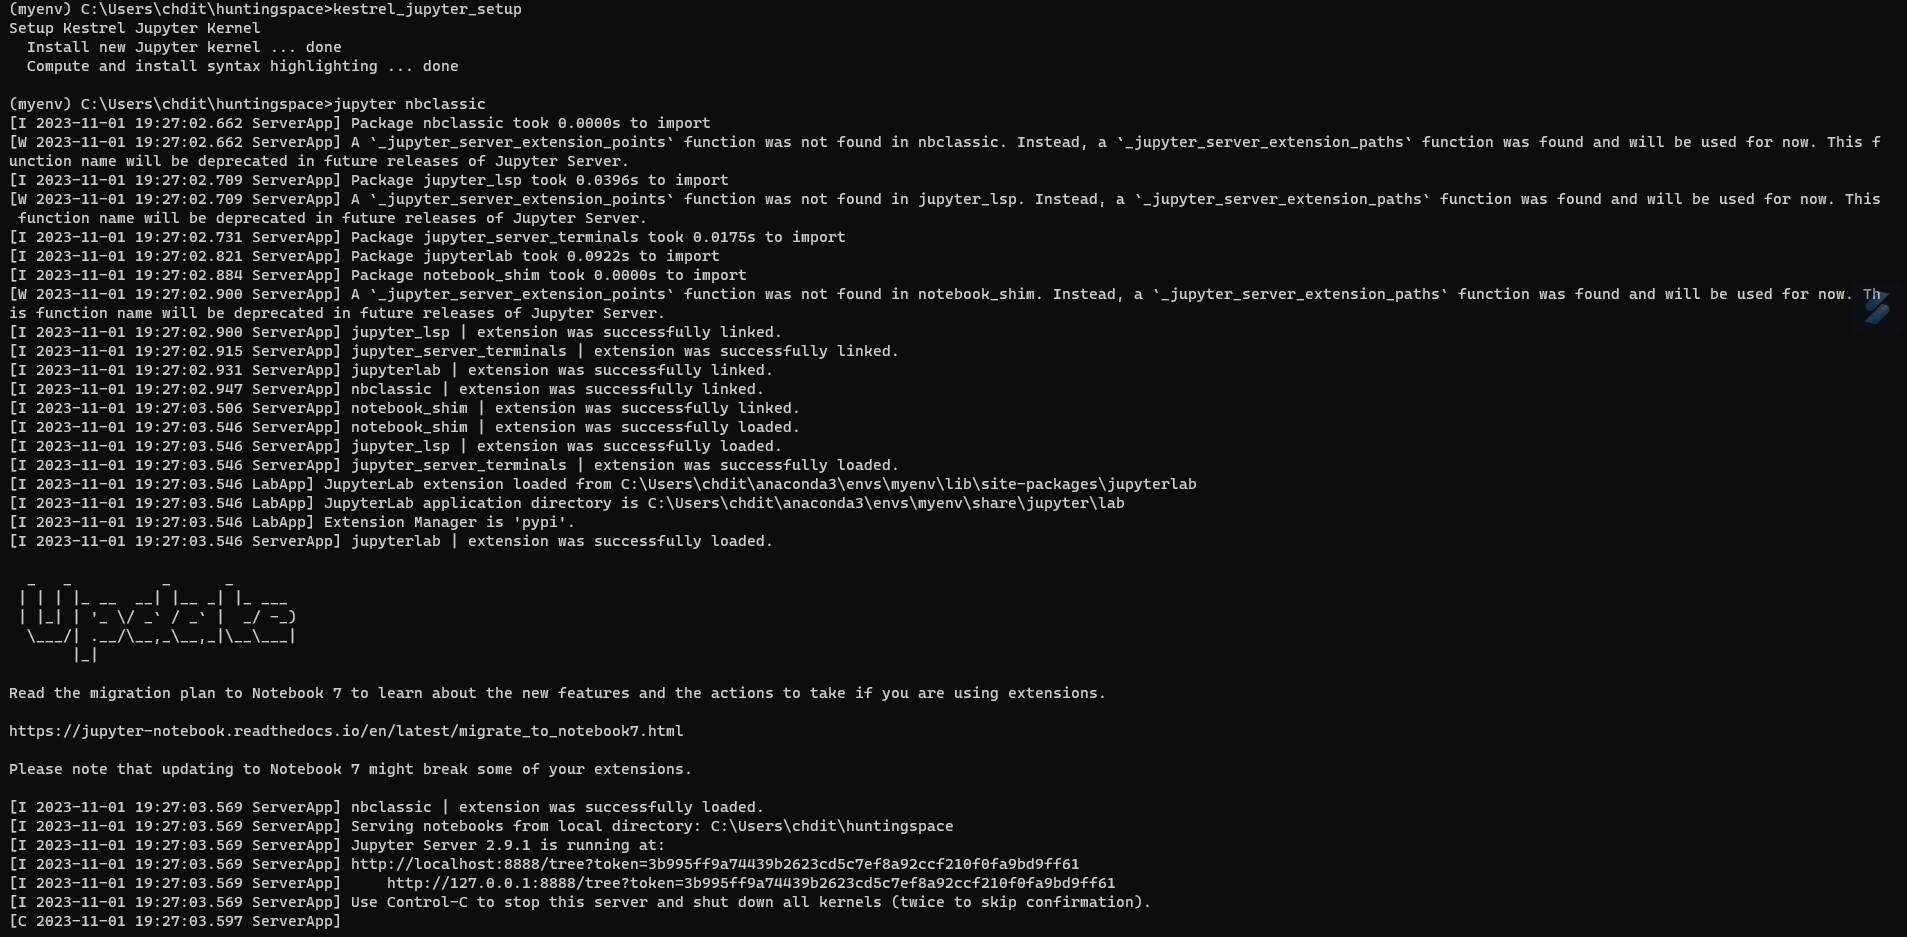 (myenv) C:\Users\chdit\huntingspace>kestrel_jupyter_setup
Setup Kestrel Jupyter Kernel
  Install new Jupyter kernel ... done
  Compute and install syntax highlighting ... done

(myenv) C:\Users\chdit\huntingspace>jupyter nbclassic
[I 2023-11-01 19:27:02.662 ServerApp] Package nbclassic took 0.0000s to import
[W 2023-11-01 19:27:02.662 ServerApp] A `_jupyter_server_extension_points` function was not found in nbclassic. Instead, a `_jupyter_server_extension_paths` function was found and will be used for now. This f
unction name will be deprecated in future releases of Jupyter Server.
[I 2023-11-01 19:27:02.709 ServerApp] Package jupyter_lsp took 0.0396s to import
[W 2023-11-01 19:27:02.709 ServerApp] A `_jupyter_server_extension_points` function was not found in jupyter_lsp. Instead, a `_jupyter_server_extension_paths` function was found and will be used for now. This
 function name will be deprecated in future releases of Jupyter Server.
[I 2023-11-01 19:27:02.731 ServerApp] Package jupyter_server_terminals took 0.0175s to import
[I 2023-11-01 19:27:02.821 ServerApp] Package jupyterlab took 0.0922s to import
[I 2023-11-01 19:27:02.884 ServerApp] Package notebook_shim took 0.0000s to import
[W 2023-11-01 19:27:02.900 ServerApp] A `_jupyter_server_extension_points` function was not found in notebook_shim. Instead, a `_jupyter_server_extension_paths` function was found and will be used for now. Th
is function name will be deprecated in future releases of Jupyter Server.
[I 2023-11-01 19:27:02.900 ServerApp] jupyter_lsp | extension was successfully linked.
[I 2023-11-01 19:27:02.915 ServerApp] jupyter_server_terminals | extension was successfully linked.
[I 2023-11-01 19:27:02.931 ServerApp] jupyterlab | extension was successfully linked.
[I 2023-11-01 19:27:02.947 ServerApp] nbclassic | extension was successfully linked.
[I 2023-11-01 19:27:03.506 ServerApp] notebook_shim | extension was successfully linked.
[I 2023-11-01 19:27:03.546 ServerApp] notebook_shim | extension was successfully loaded.
[I 2023-11-01 19:27:03.546 ServerApp] jupyter_lsp | extension was successfully loaded.
[I 2023-11-01 19:27:03.546 ServerApp] jupyter_server_terminals | extension was successfully loaded.
[I 2023-11-01 19:27:03.546 LabApp] JupyterLab extension loaded from C:\Users\chdit\anaconda3\envs\myenv\lib\site-packages\jupyterlab
[I 2023-11-01 19:27:03.546 LabApp] JupyterLab application directory is C:\Users\chdit\anaconda3\envs\myenv\share\jupyter\lab
[I 2023-11-01 19:27:03.546 LabApp] Extension Manager is 'pypi'.
[I 2023-11-01 19:27:03.546 ServerApp] jupyterlab | extension was successfully loaded.

  _   _          _      _
 | | | |_ __  __| |__ _| |_ ___
 | |_| | '_ \/ _` / _` |  _/ -_)
  \___/| .__/\__,_\__,_|\__\___|
       |_|

Read the migration plan to Notebook 7 to learn about the new features and the actions to take if you are using extensions.

https://jupyter-notebook.readthedocs.io/en/latest/migrate_to_notebook7.html

Please note that updating to Notebook 7 might break some of your extensions.

[I 2023-11-01 19:27:03.569 ServerApp] nbclassic | extension was successfully loaded.
[I 2023-11-01 19:27:03.569 ServerApp] Serving notebooks from local directory: C:\Users\chdit\huntingspace
[I 2023-11-01 19:27:03.569 ServerApp] Jupyter Server 2.9.1 is running at:
[I 2023-11-01 19:27:03.569 ServerApp] http://localhost:8888/tree?token=3b995ff9a74439b2623cd5c7ef8a92ccf210f0fa9bd9ff61
[I 2023-11-01 19:27:03.569 ServerApp]     http://127.0.0.1:8888/tree?token=3b995ff9a74439b2623cd5c7ef8a92ccf210f0fa9bd9ff61
[I 2023-11-01 19:27:03.569 ServerApp] Use Control-C to stop this server and shut down all kernels (twice to skip confirmation).
[C 2023-11-01 19:27:03.597 ServerApp]